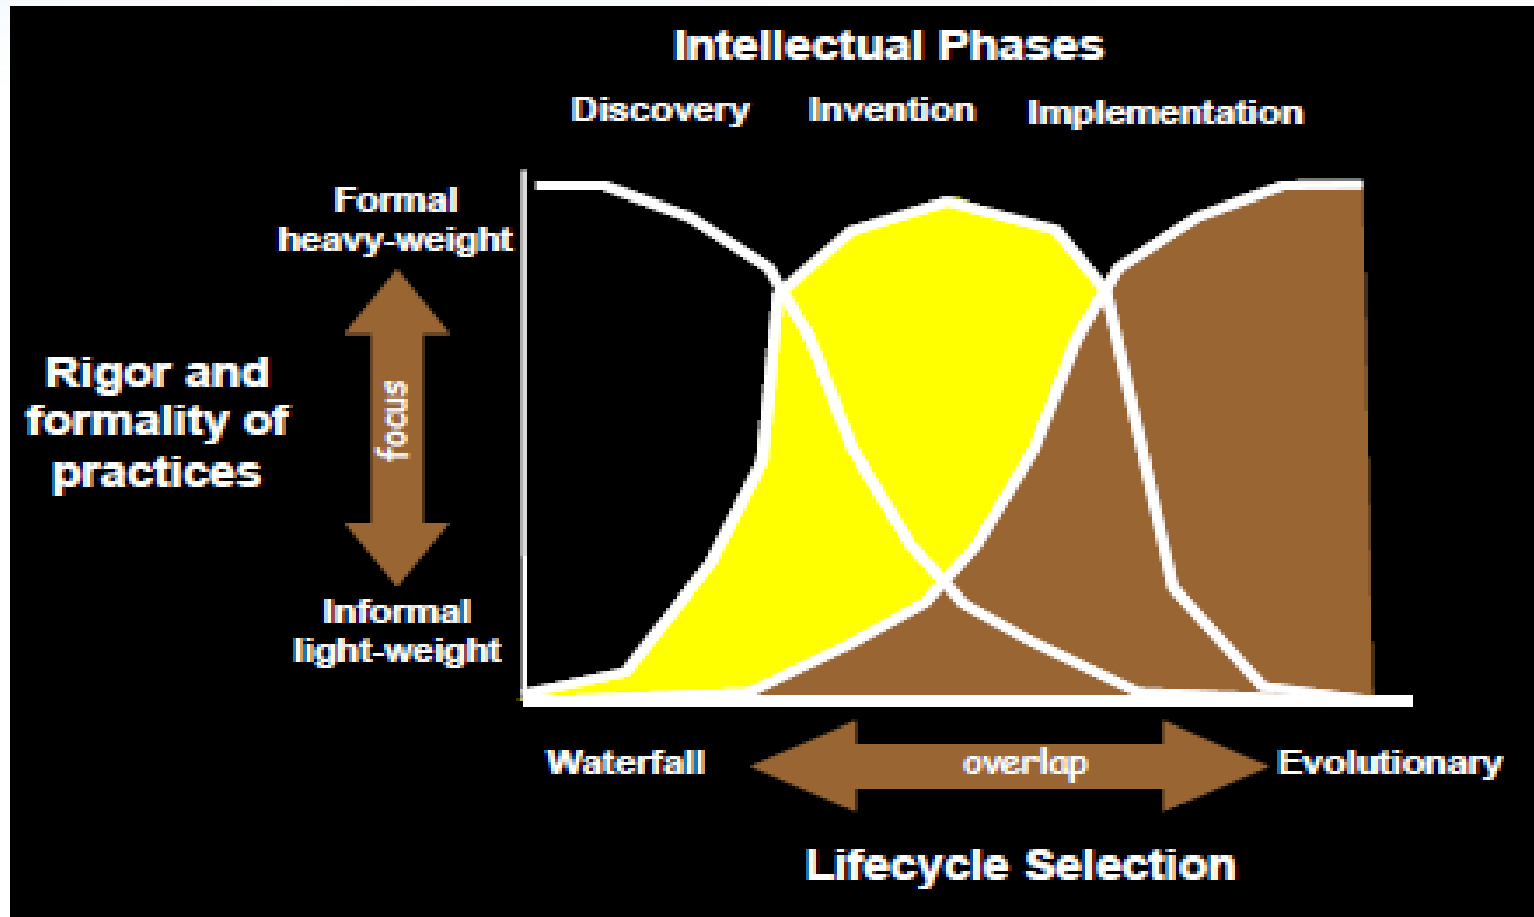 Intellectual Phases
Discovery Invention Implementation
Formal
heavy-weight
Rigor and
formality of
practices
focus
Informal
light-weight
Waterfall overlap Evolutionary
Lifecycle Selection